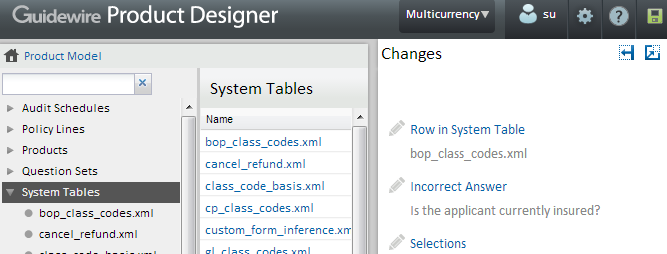 Guidewire Product Designer
Multicurrency
su
Product Model
Audit Schedules
Policy Lines
Products
Question Sets
System Tables
bop_class_codes.xml
cancel_refund.xml
class_code_basis.xml
System Tables
Name
bop_class_codes.xml
cancel_refund.xml
class_code_basis.xml
cp_class_codes.xml
custom_form_inference.xm
gl_class_codes.xml
Changes
Row in System Table
bop_class_codes.xml
Incorrect Answer
Is the applicant currently insured?
Selections